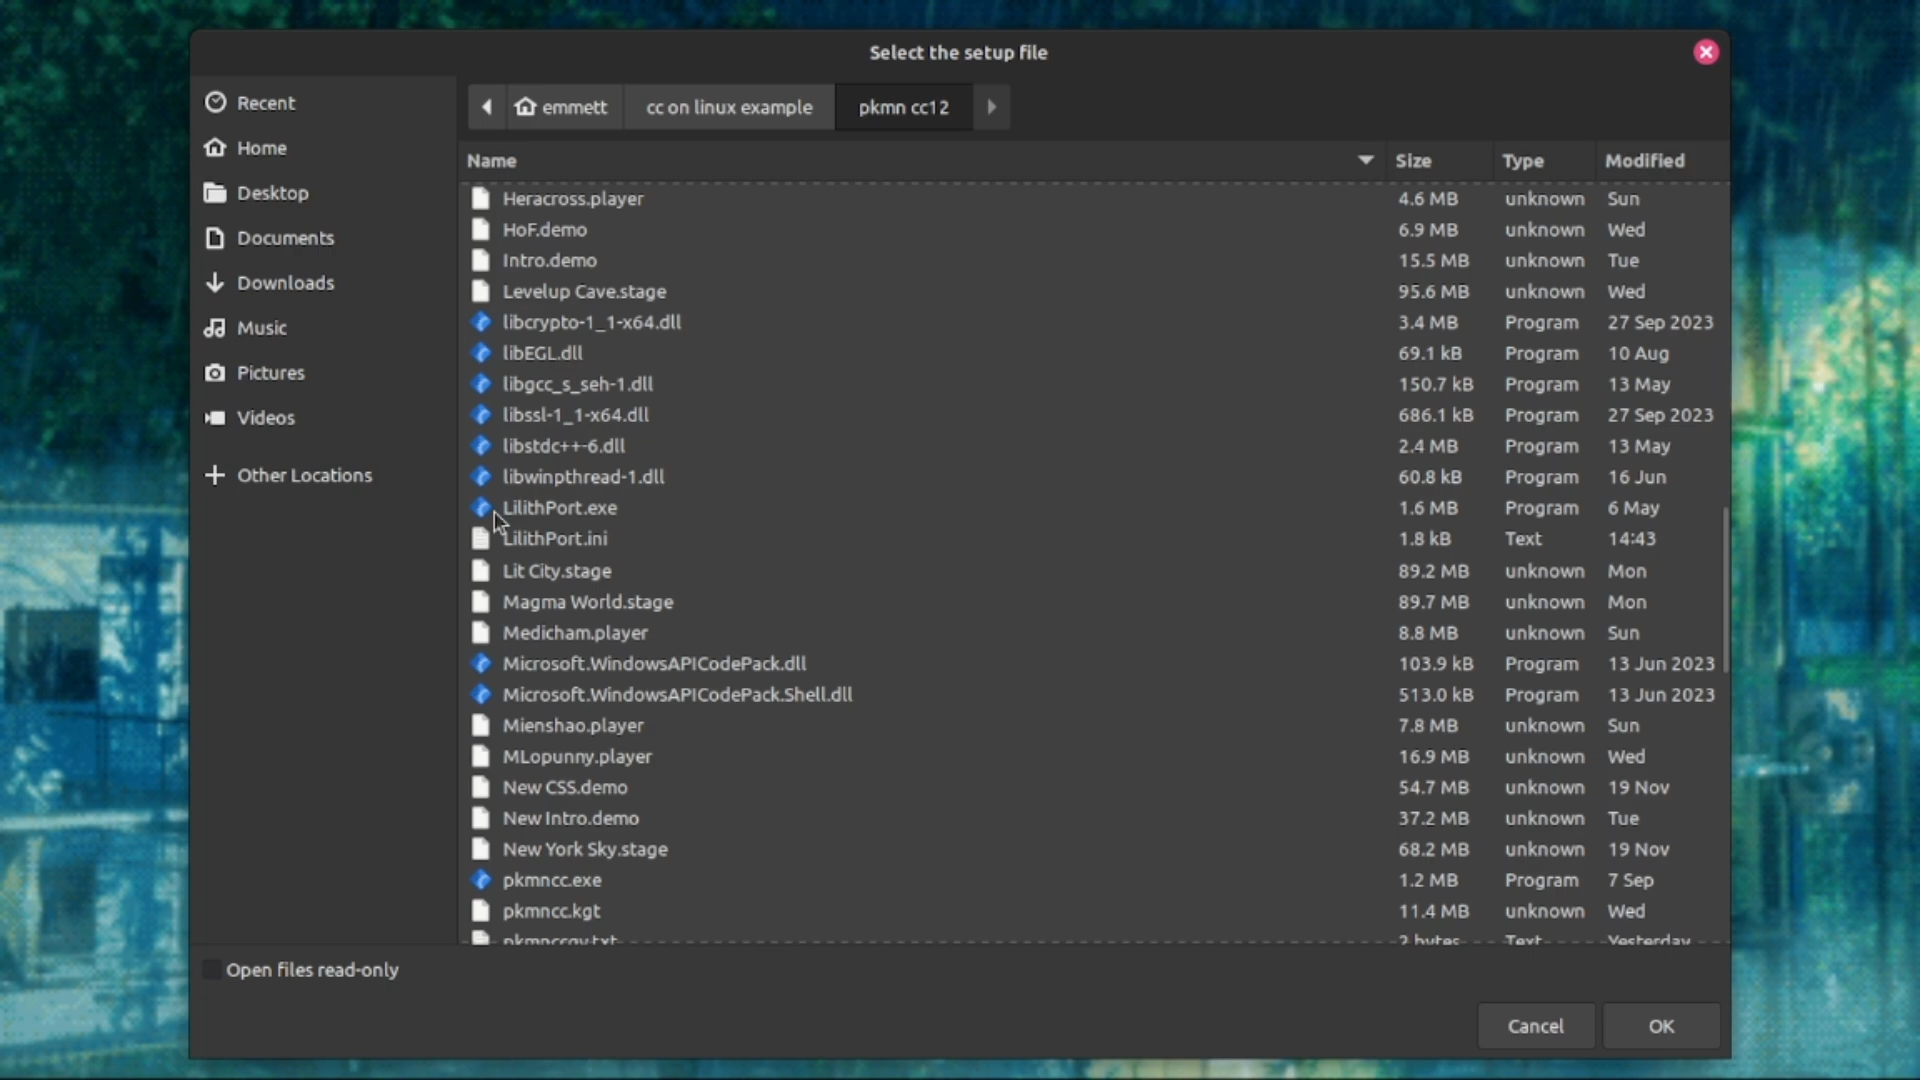 Select the setup file
Recent
Home
Desktop
Documents
Downloads
Music
Pictures
Videos
Other Locations
emmett cc on linux example pkmn cc12
Name Size Type Modified
Heracross.player 4.6 MB unknown Sun
HoF.demo 6.9 MB unknown Wed
Intro.demo 15.5 MB unknown Tue
Levelup Cave.stage 95.6 MB unknown Wed
libcrypto-1_1-x64.dll 3.4 MB Program 27 Sep 2023
libEGL.dll 69.1 kB Program 10 Aug
libgcc_s_seh-1.dll 150.7 kB Program 13 May
libssl-1_1-x64.dll 686.1 kB Program 27 Sep 2023
libstdc++-6.dll 2.4 MB Program 13 May
libwinpthread-1.dll 60.8 kB Program 16 Jun
LilithPort.exe 1.6 MB Program 6 May
LilithPort.ini 1.8 kB Text 14:43
Lit City.stage 89.2 MB unknown Mon
Magma World.stage 89.7 MB unknown Mon
Medicham.player 8.8 MB unknown Sun
Microsoft.WindowsAPICodePack.dll 103.9 kB Program 13 Jun 2023
Microsoft.WindowsAPICodePack.Shell.dll 513.0 kB Program 13 Jun 2023
Mienshao.player 7.8 MB unknown Sun
MLopunny.player 16.9 MB unknown Wed
New CSS.demo 54.7 MB unknown 19 Nov
New Intro.demo 37.2 MB unknown Tue
New York Sky.stage 68.2 MB unknown 19 Nov
pkmncc.exe 1.2 MB Program 7 Sep
pkmncc.kgt 11.4 MB unknown Wed
2 bytes Text Yesterday
Open files read-only
Cancel OK